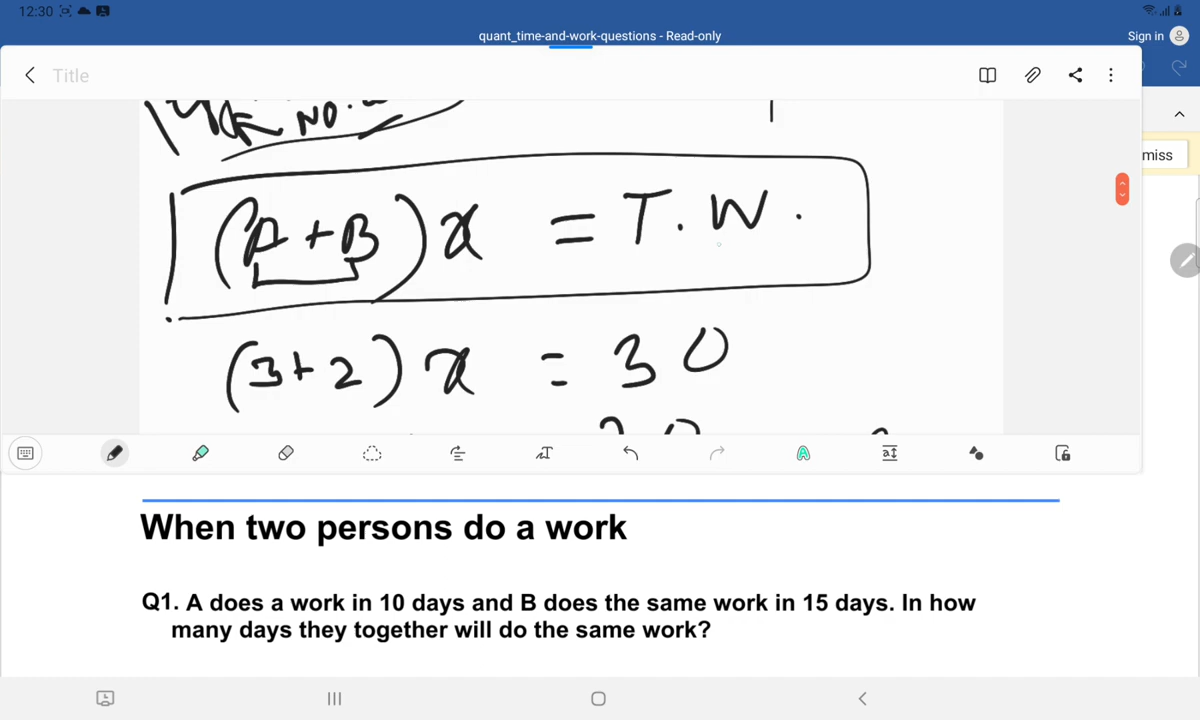 12:30
quant_time-and-work-questions - Read-only
Sign in
Title
miss
NO.
(A+B)x = T.W.
(3+2)x = 30
When two persons do a work
Q1. A does a work in 10 days and B does the same work in 15 days. In how
many days they together will do the same work?